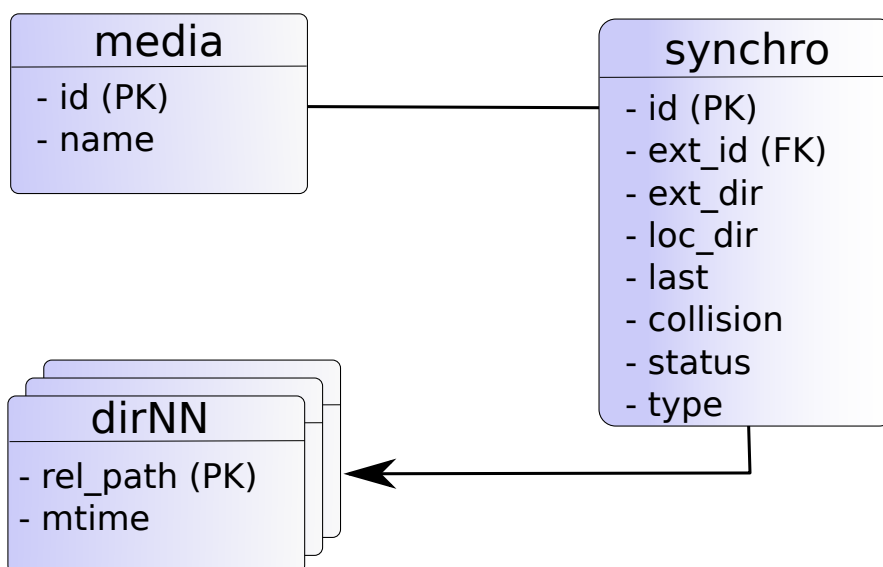 media
- id (PK)
- name
synchro
- id (PK)
- ext_id (FK)
- ext_dir
- loc_dir
- last
- collision
- status
- type
dirNN
- rel_path (PK)
- mtime